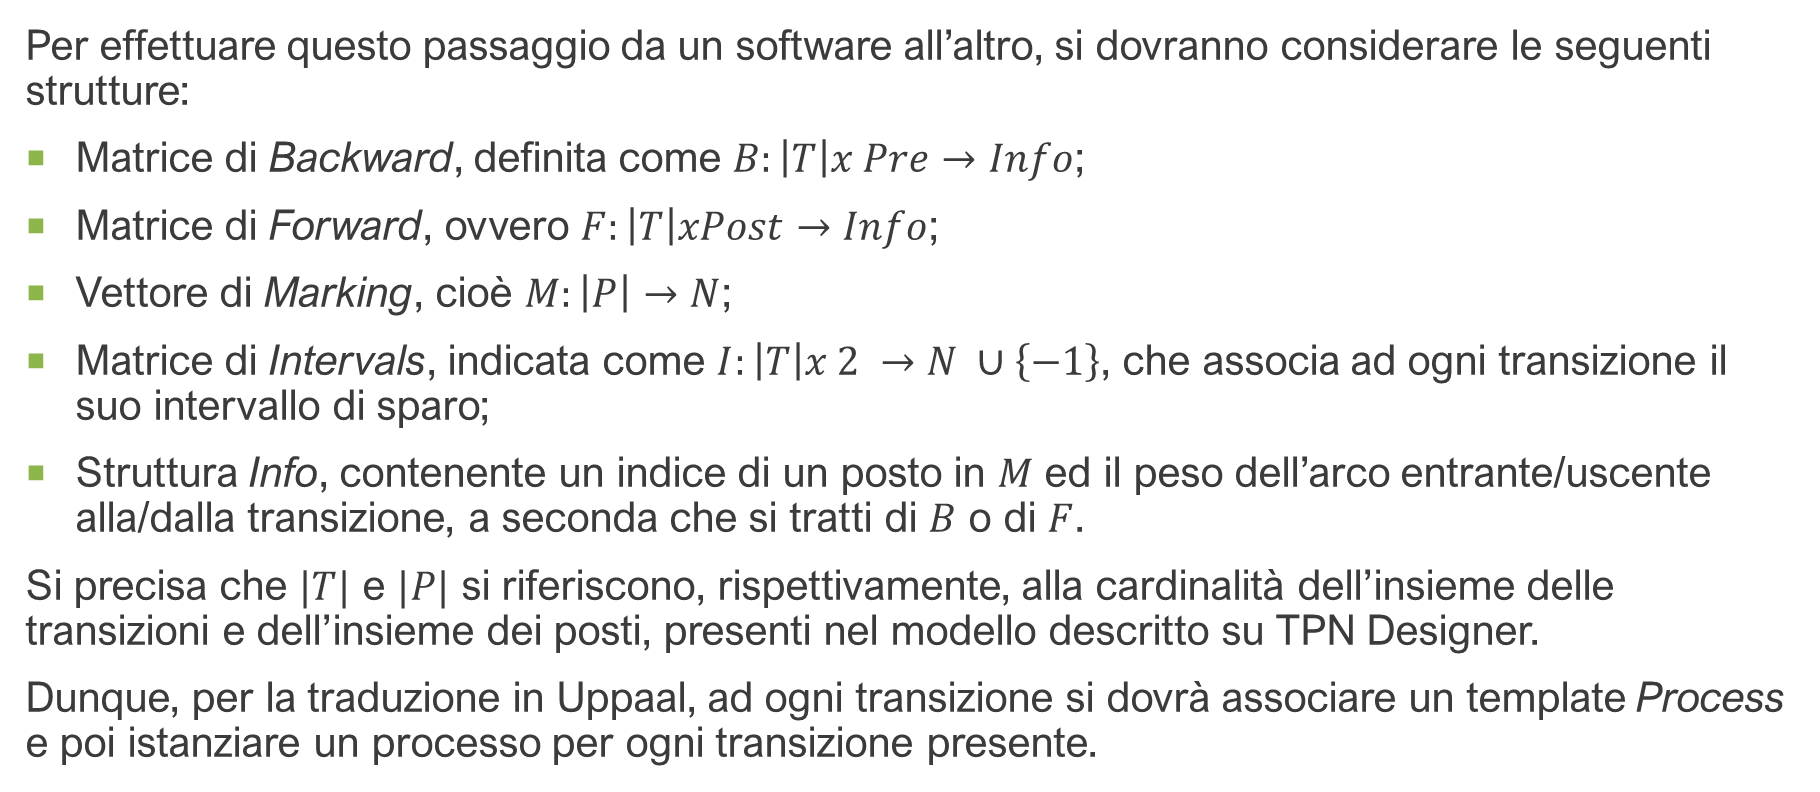 Per effettuare questo passaggio da un software all’altro, si dovranno considerare le seguenti
strutture:
▪ Matrice di Backward, definita come 𝐵: |𝑇|𝑥 𝑃𝑟𝑒 → 𝐼𝑛𝑓𝑜;
▪ Matrice di Forward, ovvero 𝐹: |𝑇|𝑥𝑃𝑜𝑠𝑡 → 𝐼𝑛𝑓𝑜;
▪ Vettore di Marking, cioè 𝑀: |𝑃| → 𝑁;
▪ Matrice di Intervals, indicata come 𝐼: |𝑇|𝑥 2 → 𝑁 ∪ {−1}, che associa ad ogni transizione il
suo intervallo di sparo;
▪ Struttura Info, contenente un indice di un posto in 𝑀 ed il peso dell’arco entrante/uscente
alla/dalla transizione, a seconda che si tratti di 𝐵 o di 𝐹.
Si precisa che |𝑇| e |𝑃| si riferiscono, rispettivamente, alla cardinalità dell’insieme delle
transizioni e dell’insieme dei posti, presenti nel modello descritto su TPN Designer.
Dunque, per la traduzione in Uppaal, ad ogni transizione si dovrà associare un template Process
e poi istanziare un processo per ogni transizione presente.